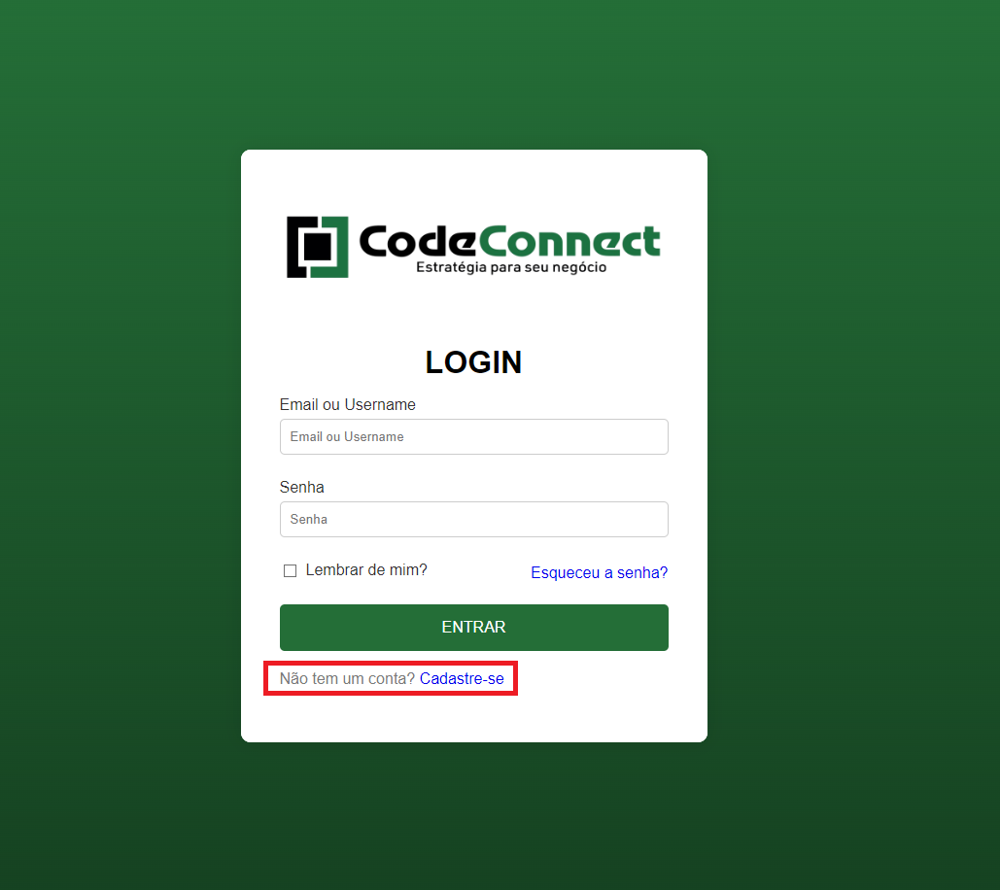 CodeConnect
Estratégia para seu negócio
LOGIN
Email ou Username
Email ou Username
Senha
Senha
Lembrar de mim?
Esqueceu a senha?
ENTRAR
Não tem um conta? Cadastre-se